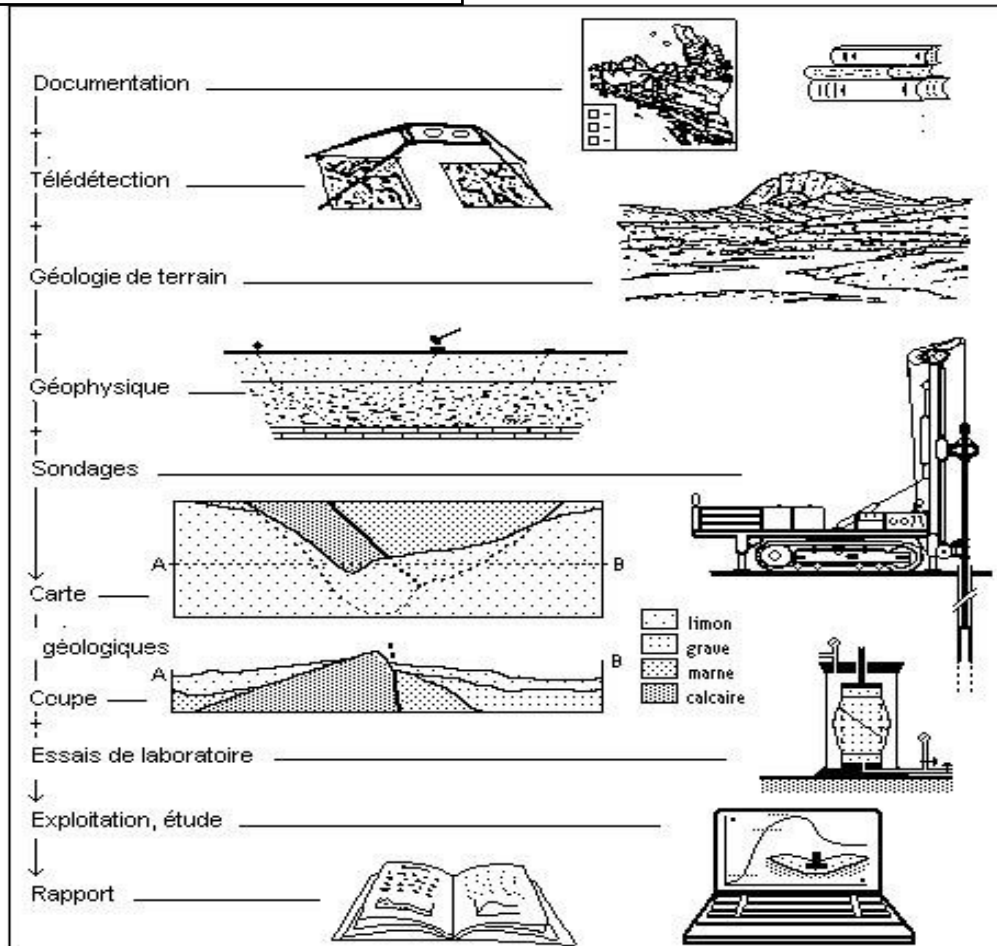 Documentation
+
Télédétection
+
Géologie de terrain
+
Géophysique
+
Sondages
A B
Carte
géologiques
limon
grave
marne
calcaire
A B
Coupe
+
Essais de laboratoire
Exploitation, étude
Rapport